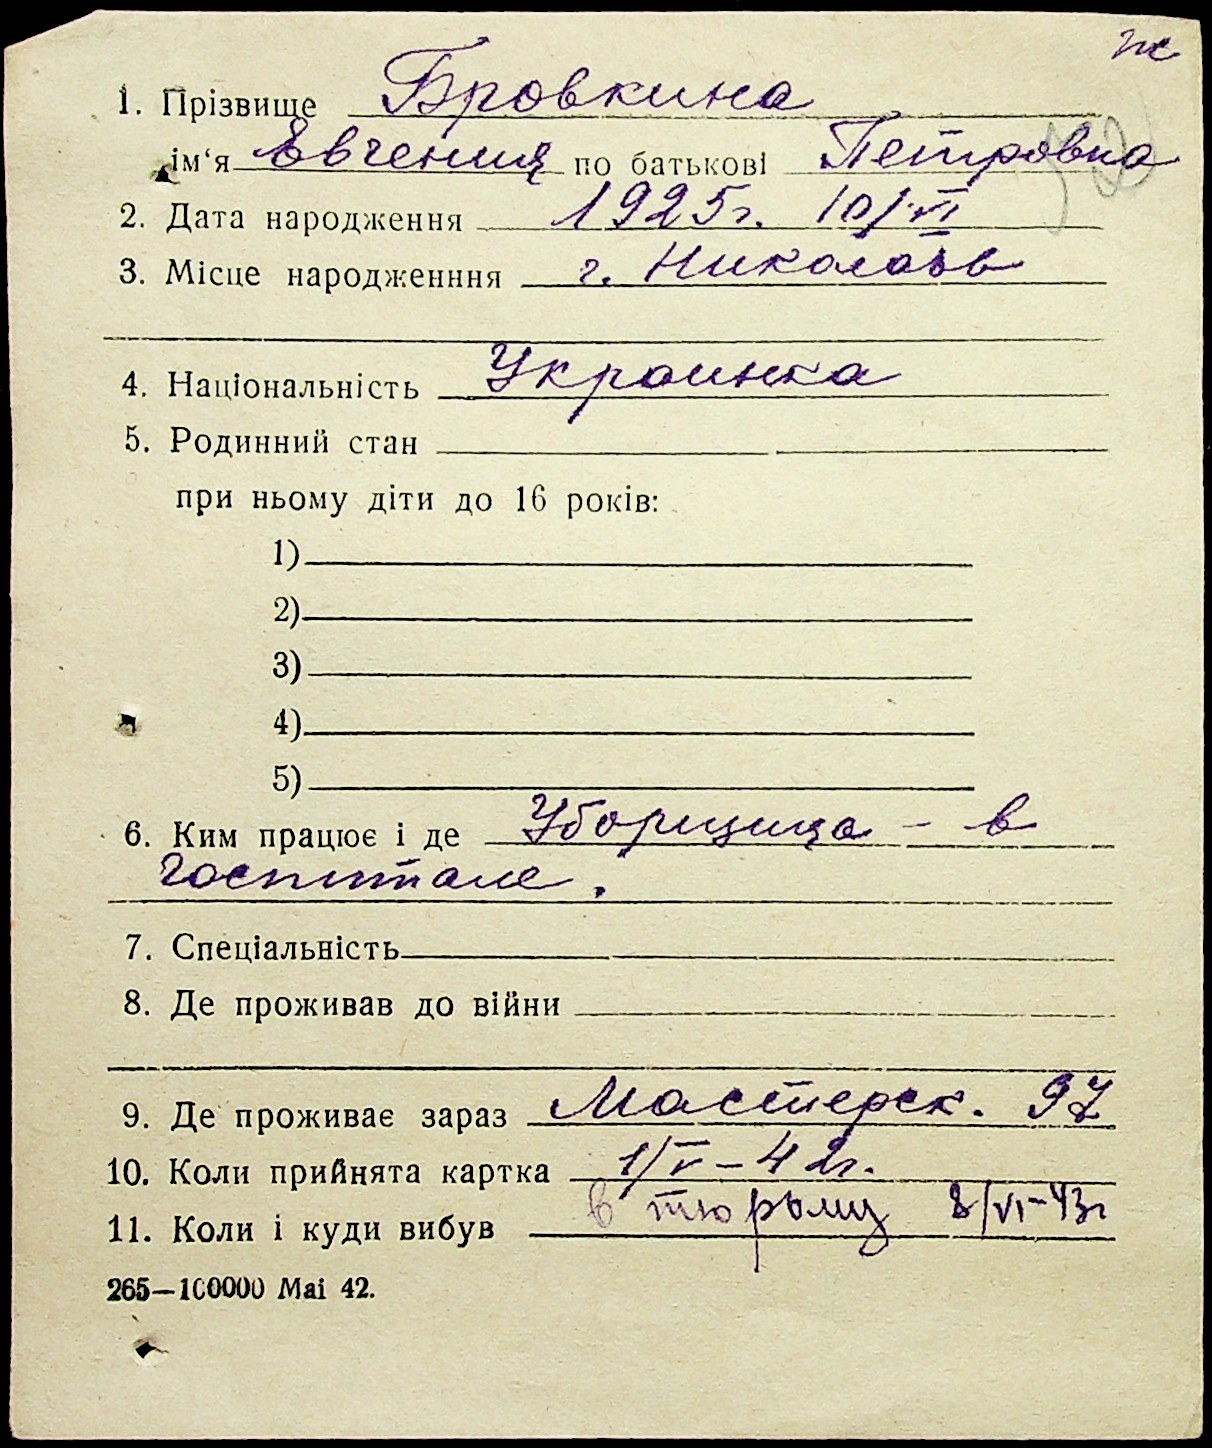 1. Прізвище Бровкина
ім‘я Евгения по батькові Петровна
2. Дата народження 1925г. 10/VI
3. Місце народженння г. Николаев
4. Національність Украинка
5. Родинний стан
при ньому діти до 16 років:
1)
2)
3)
4)
5)
6. Ким працює і де Уборщица - в
госпитале.
7. Спеціальність
8. Де проживав до війни
9. Де проживає зараз Мастерск. 97
10. Коли прийнята картка 1/V-42г.
11. Коли і куди вибув в тюрьму 8/VI-43г
265—100000 Mai 42.